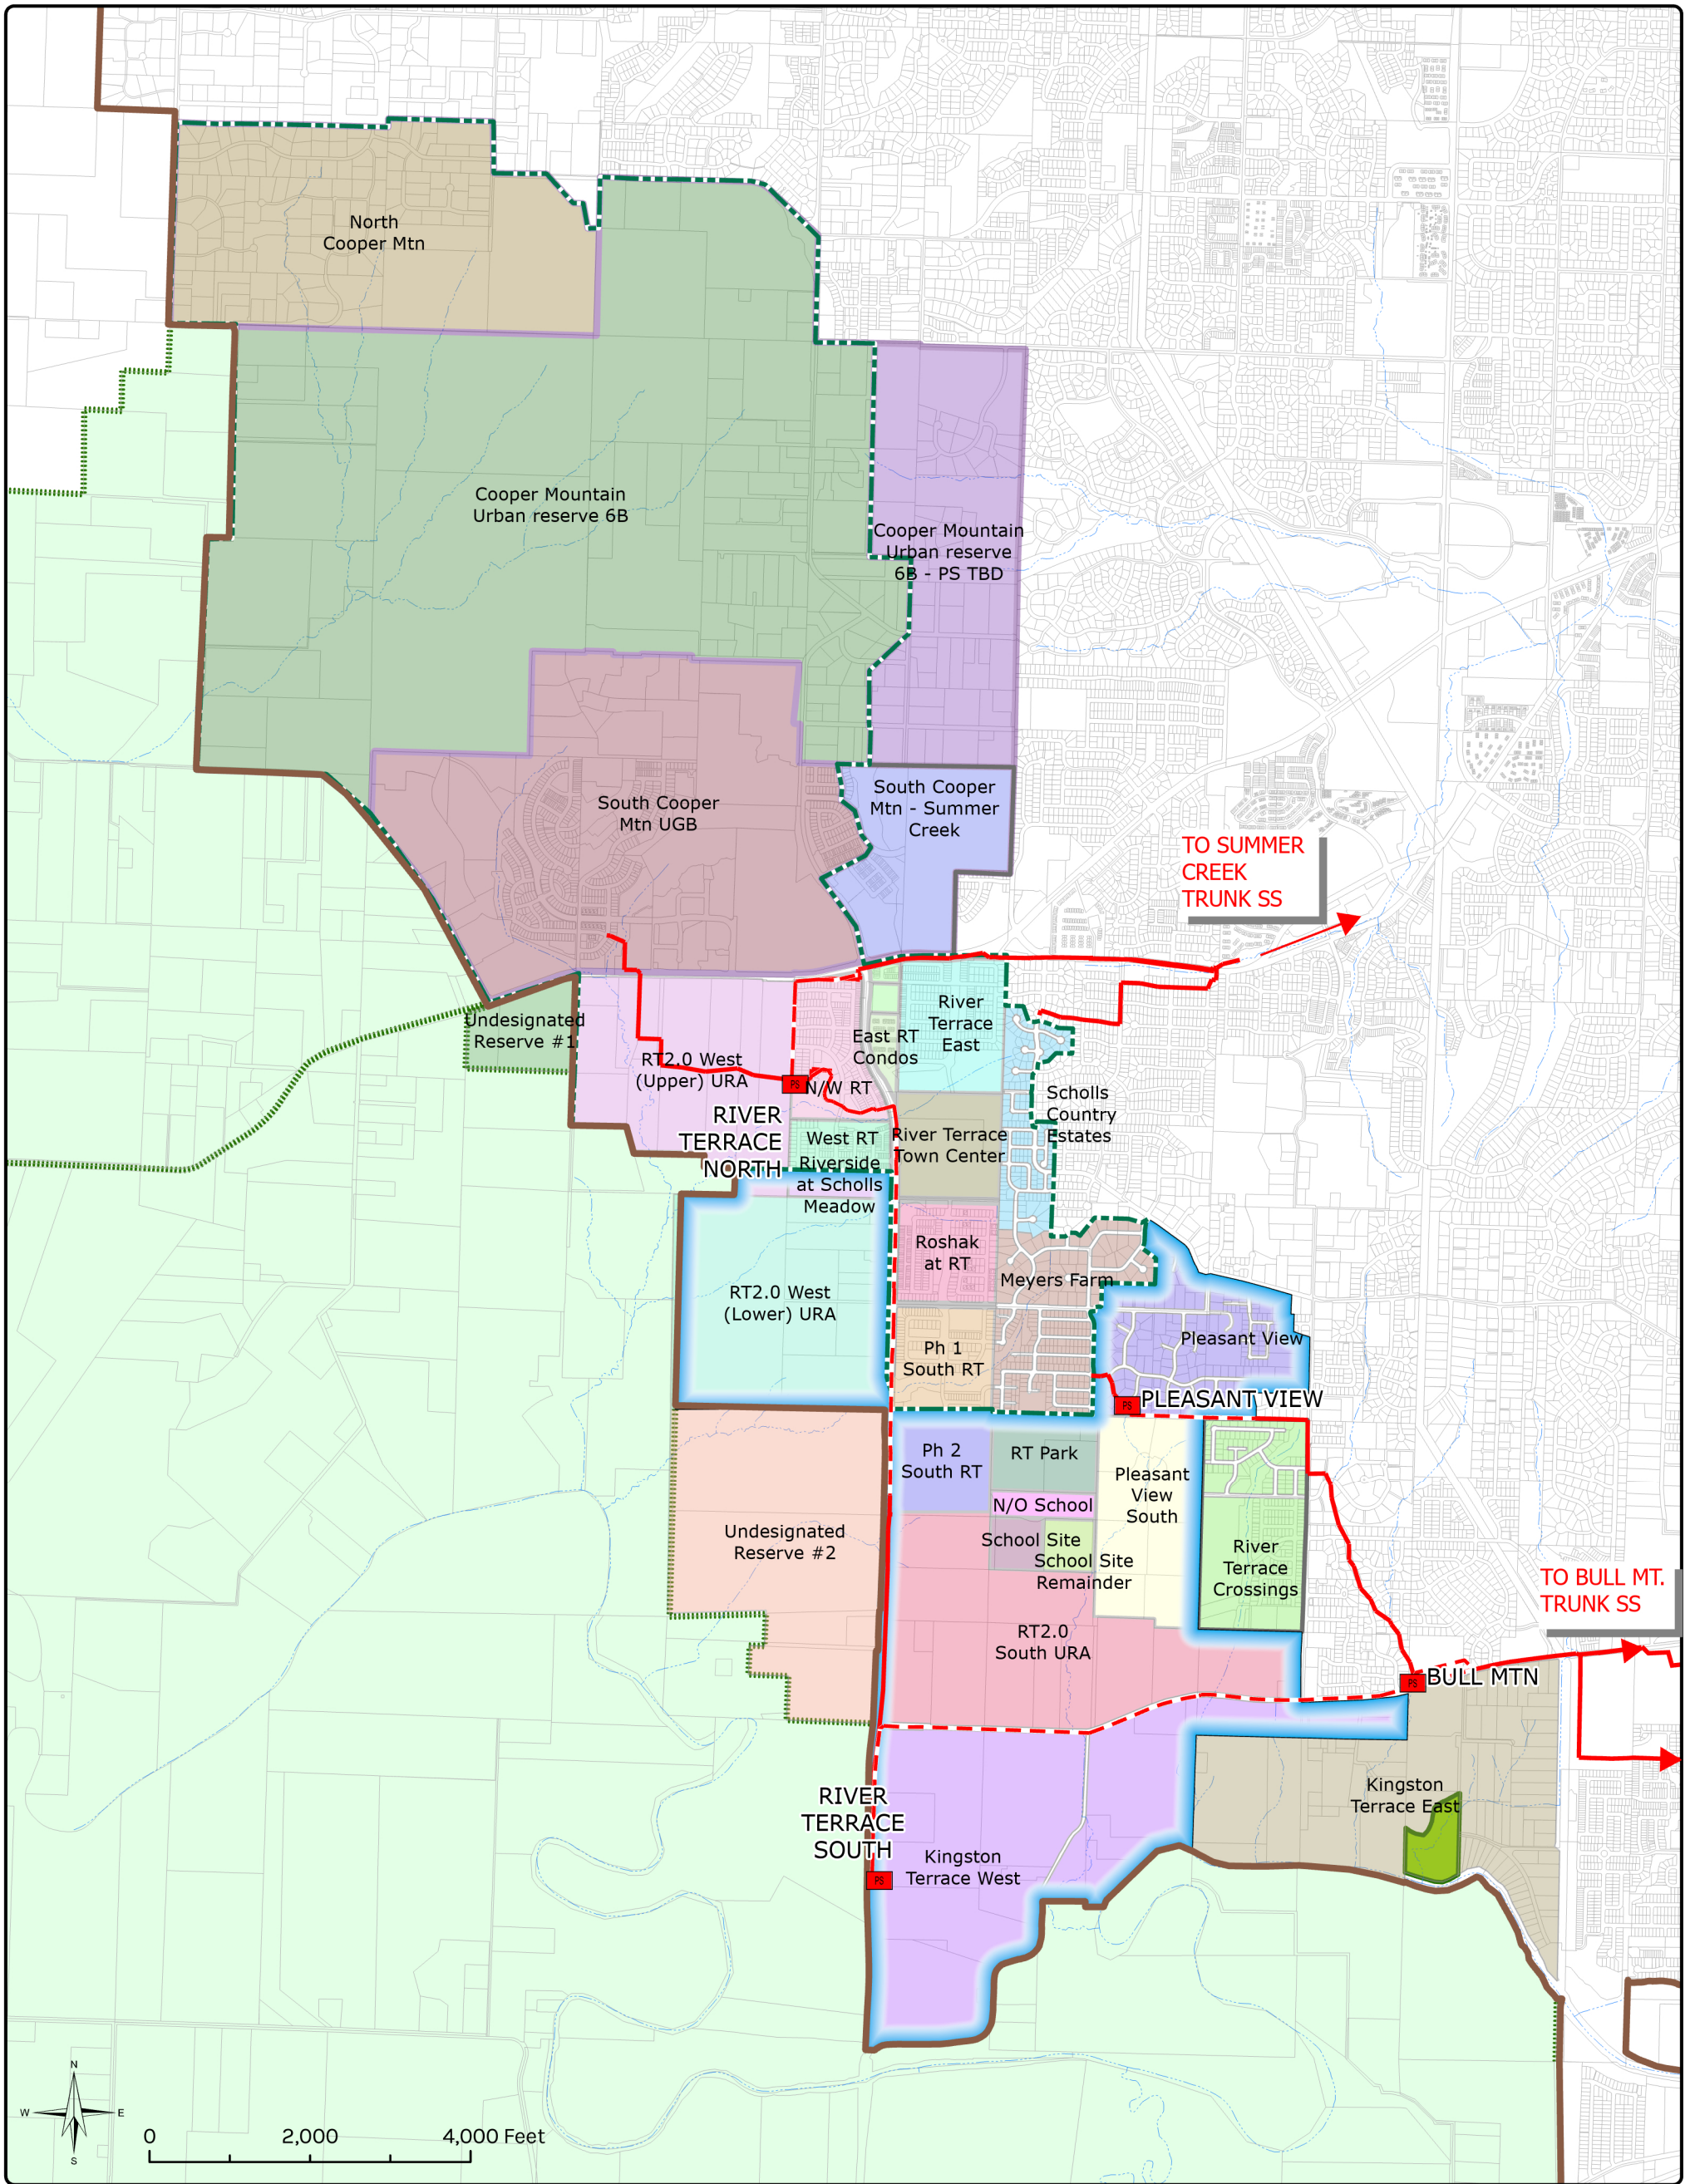 North
Cooper Mtn
Cooper Mountain
Urban reserve 6B
Cooper Mountain
Urban reserve
6B - PS TBD
South Cooper
Mtn UGB
South Cooper
Mtn - Summer
Creek
TO SUMMER
CREEK
TRUNK SS
Undesignated
Reserve #1
RT2.0 West
(Upper) URA
East RT
Condos
River
Terrace
East
PS
N/W RT
RIVER
TERRACE
NORTH
Scholls
Country
Estates
West RT
River Terrace
Town Center
Riverside
at Scholls
Meadow
Roshak
at RT
Meyers Farm
RT2.0 West
(Lower) URA
Ph 1
South RT
Pleasant View
PS
PLEASANT VIEW
Ph 2
South RT
RT Park
Pleasant
View
South
N/O School
School Site
School Site
Remainder
Undesignated
Reserve #2
River
Terrace
Crossings
TO BULL MT.
TRUNK SS
RT2.0
South URA
PS
BULL MTN
Kingston
Terrace East
RIVER
TERRACE
SOUTH
PS
Kingston
Terrace West
N
W
E
S
0
2,000
4,000 Feet